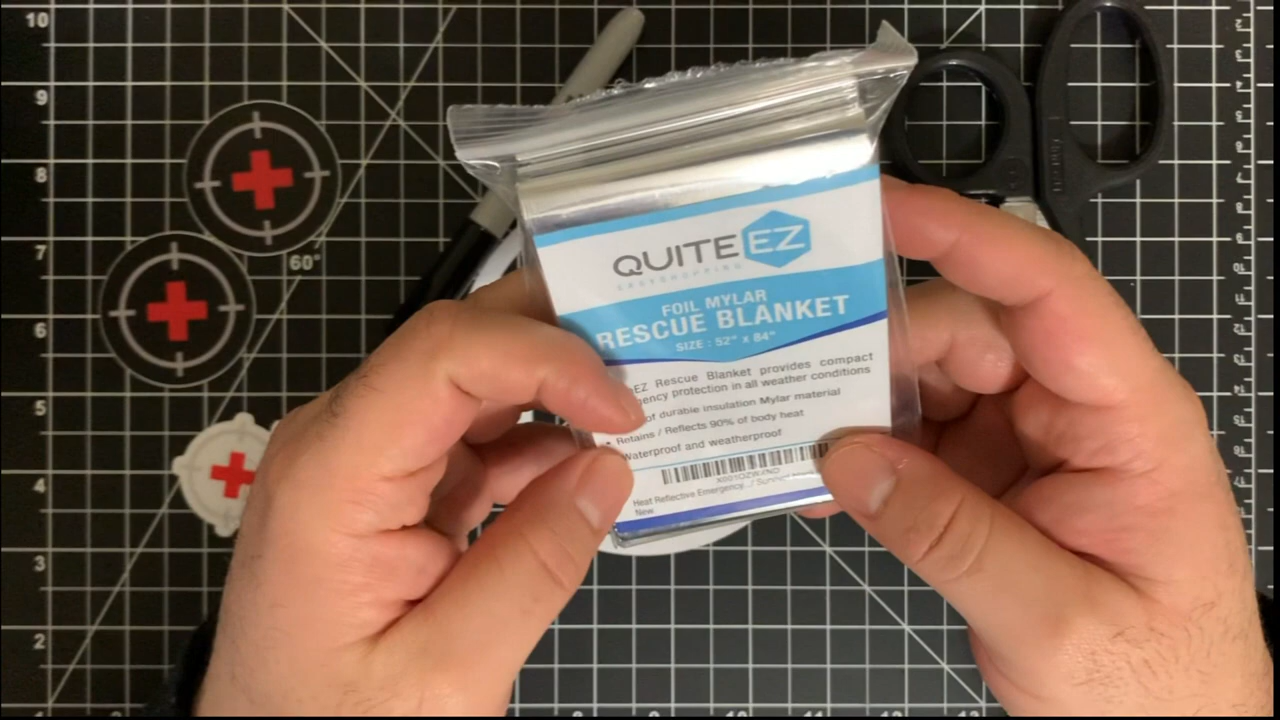 QUITE EZ
EASYSHOPPING
FOIL MYLAR
RESCUE BLANKET
SIZE : 52" x 84"
EZ Rescue Blanket provides compact
protection in all weather conditions
of durable insulation Mylar material
• Retains / Reflects 90% of body heat
Waterproof and weatherproof
Heat Reflective Emergency
New
10
9
8
7
6
5
4
3
2
60°